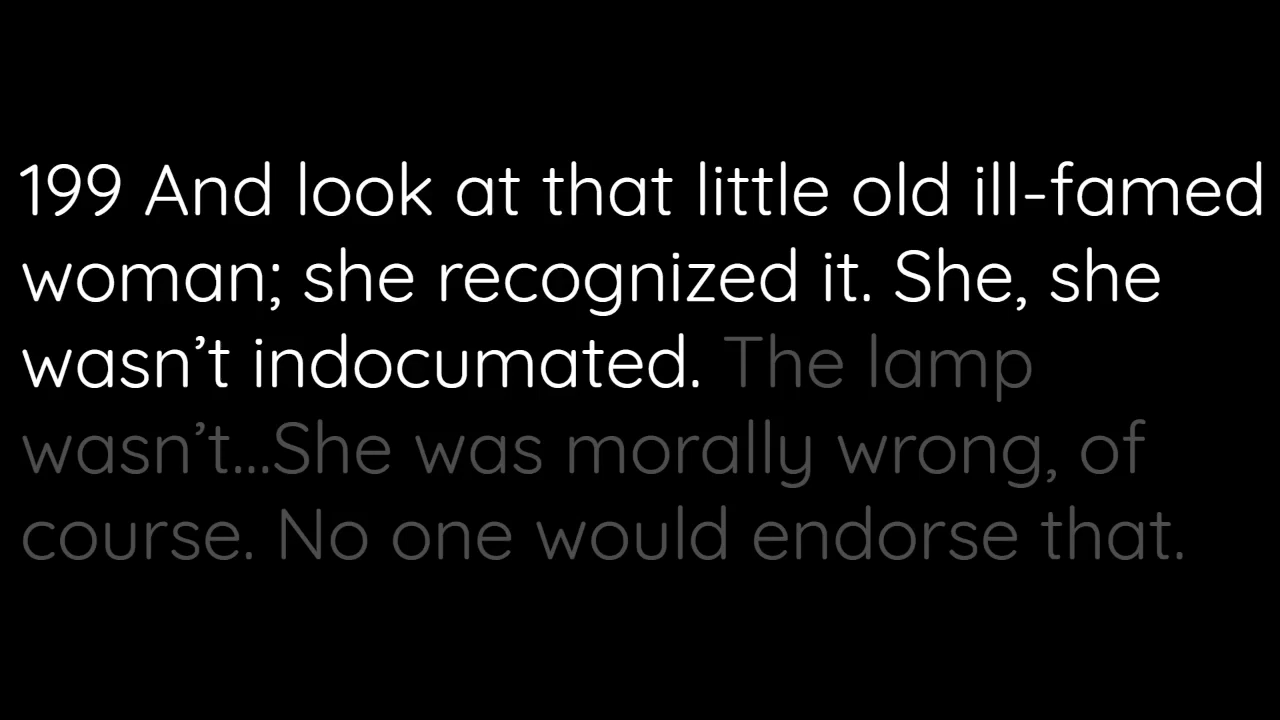 199 And look at that little old ill-famed
woman; she recognized it. She, she
wasn’t indocumated. The lamp
wasn’t...She was morally wrong, of
course. No one would endorse that.